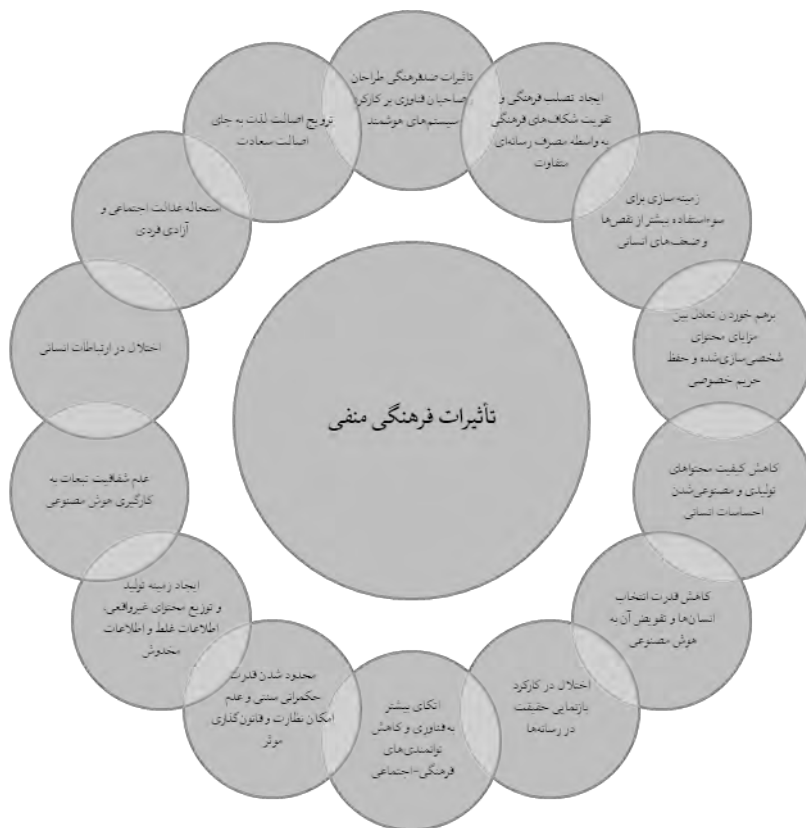 تأثیرات فرهنگی منفی
تأثیرات ضدفرهنگی طراحان
و صاحبان فناوری بر کارکرد
سیستم‌های هوشمند
ایجاد تصلب فرهنگی و
تقویت شکاف‌های فرهنگی
به واسطه مصرف رسانه‌ای
متفاوت
زمینه سازی برای
سوءاستفاده بیشتر از نقص‌ها
و ضعف‌های انسانی
برهم خوردن تعادل بین
مزایای محتوای
شخصی‌سازی‌شده و حفظ
حریم خصوصی
کاهش کیفیت محتواهای
تولیدی و مصنوعی‌شدن
احساسات انسانی
کاهش قدرت انتخاب
انسان‌ها و تفویض آن به
هوش مصنوعی
اختلال در کارکرد
بازنمایی حقیقت
در رسانه‌ها
اتکای بیشتر
به‌فناوری و کاهش
توانمندی‌های
فرهنگی-اجتماعی
محدود شدن قدرت
حکمرانی سنتی و عدم
امکان نظارت و قانون‌گذاری
موثر
ایجاد زمینه تولید
و توزیع محتوای غیرواقعی،
اطلاعات غلط و اطلاعات
مخدوش
عدم شفافیت تبعات به
کارگیری هوش مصنوعی
اختلال در ارتباطات انسانی
استحاله عدالت اجتماعی و
آزادی فردی
ترویج اصالت لذت به جای
اصالت سعادت